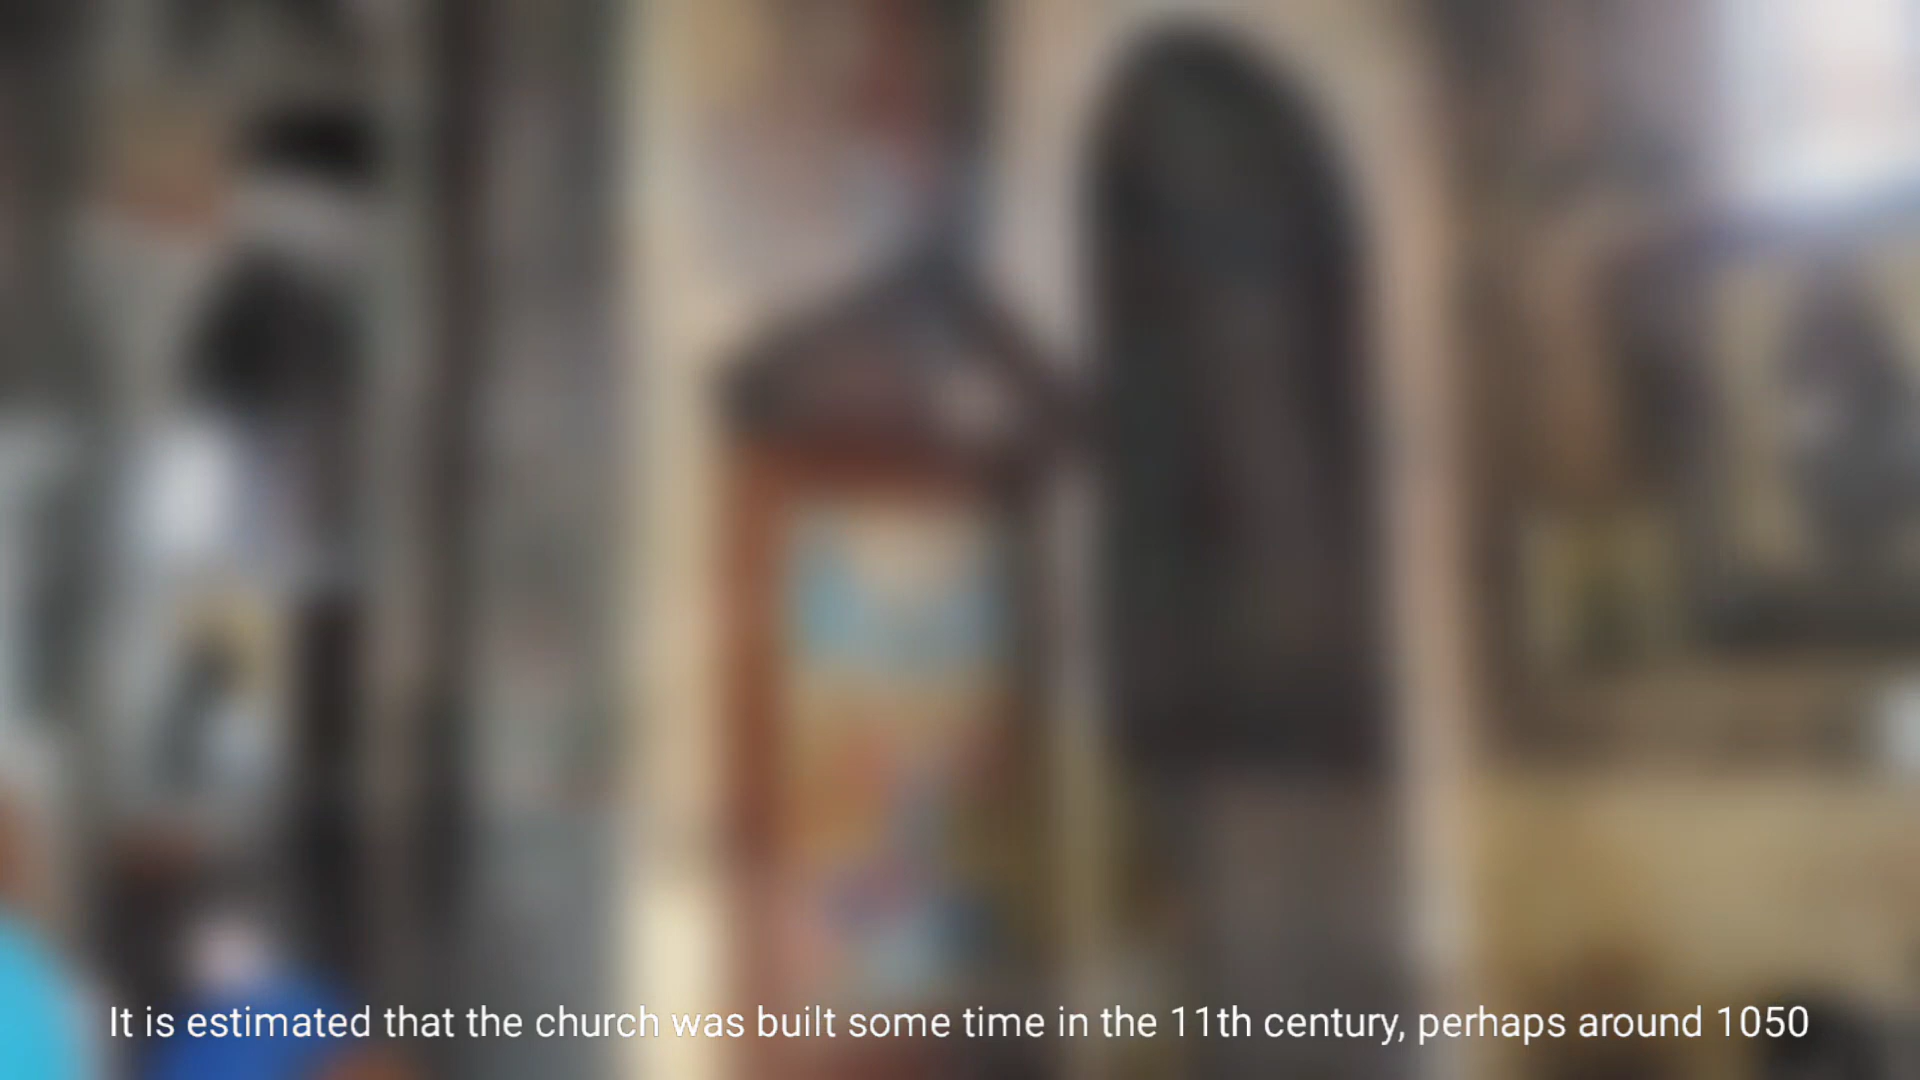 It is estimated that the church was built some time in the 11th century, perhaps around 1050